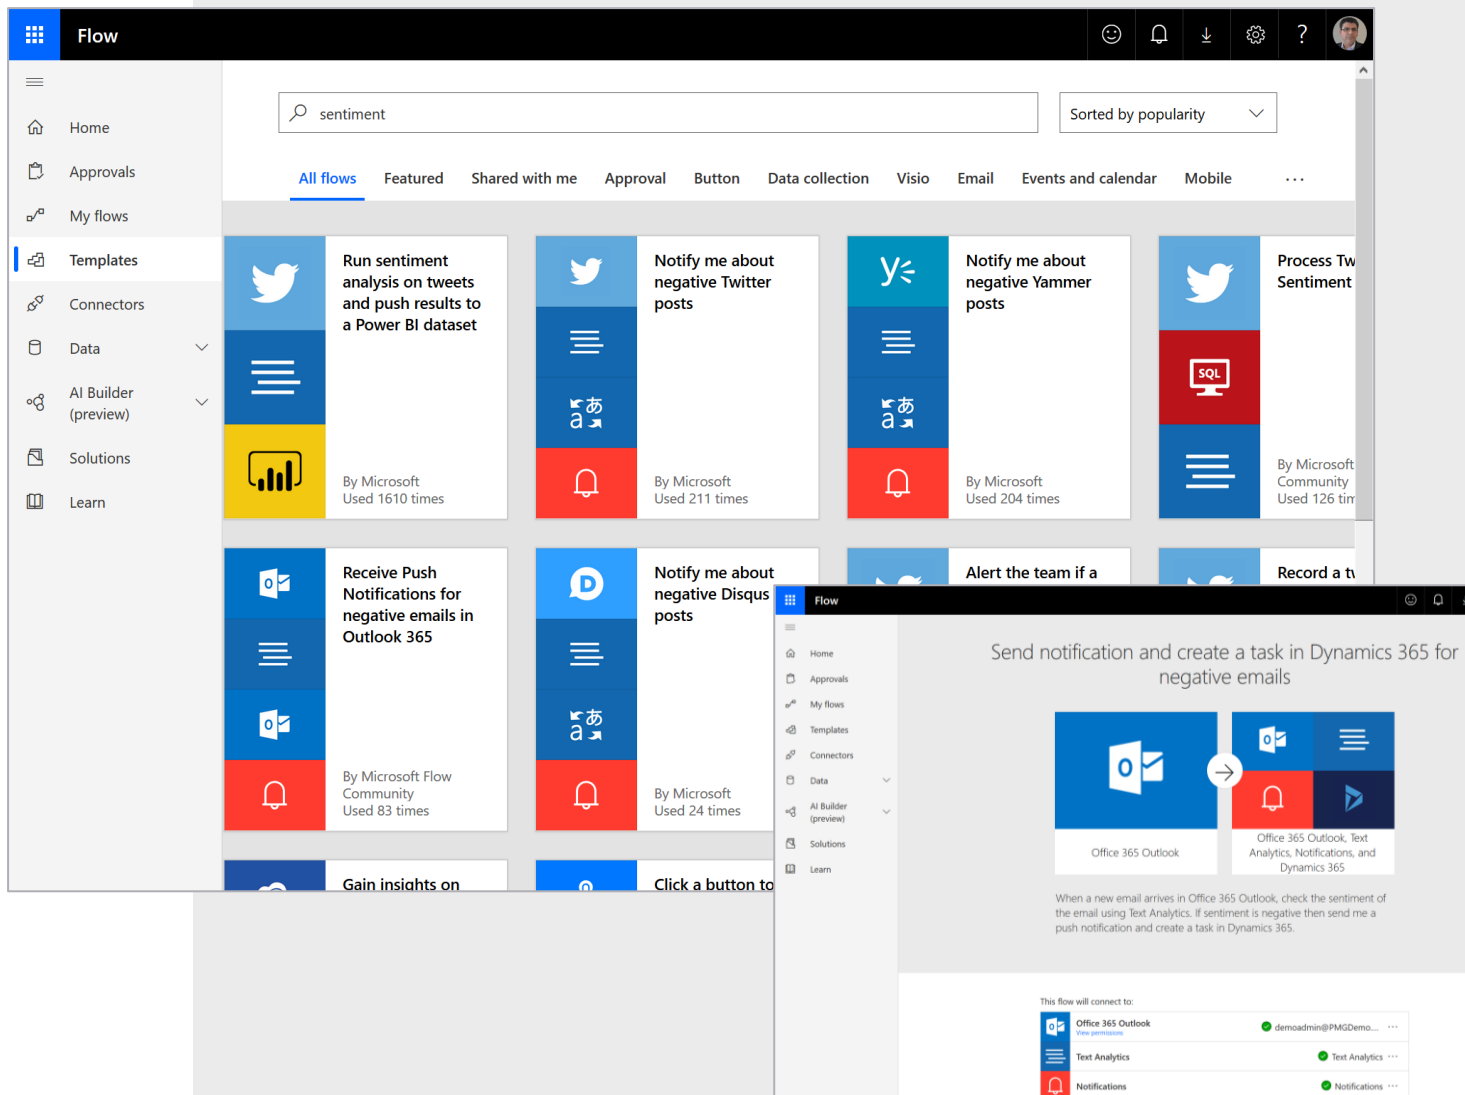 Flow
?
sentiment
Sorted by popularity
Home
Approvals
My flows
Templates
Connectors
Data
AI Builder
(preview)
Solutions
Learn
All flows Featured Shared with me Approval Button Data collection Visio Email Events and calendar Mobile ...
Run sentiment
analysis on tweets
and push results to
a Power BI dataset
By Microsoft
Used 1610 times
Notify me about
negative Twitter
posts
あ
a
By Microsoft
Used 211 times
Notify me about
negative Yammer
posts
あ
a
By Microsoft
Used 204 times
Process Tw
Sentiment
SQL
By Microsoft
Community
Used 126 tim
Receive Push
Notifications for
negative emails in
Outlook 365
By Microsoft Flow
Community
Used 83 times
Notify me about
negative Disqus
posts
あ
a
By Microsoft
Used 24 times
Alert the team if a
Record a tw
Gain insights on
Click a button to
Flow
Home
Approvals
My flows
Templates
Connectors
Data
AI Builder
(preview)
Solutions
Learn
Send notification and create a task in Dynamics 365 for
negative emails
Office 365 Outlook
Office 365 Outlook, Text
Analytics, Notifications, and
Dynamics 365
When a new email arrives in Office 365 Outlook, check the sentiment of
the email using Text Analytics. If sentiment is negative then send me a
push notification and create a task in Dynamics 365.
This flow will connect to:
Office 365 Outlook
View permissions
demoadmin@PMGDemo... ...
Text Analytics
Text Analytics ...
Notifications
Notifications ...